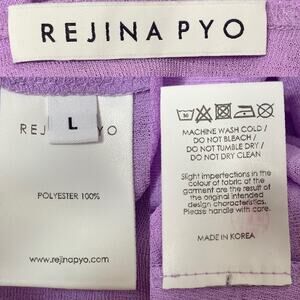 REJINA PYO
REJINA PYO
L
POLYESTER 100%
www.rejinapyo.com
MACHINE WASH COLD /
DO NOT BLEACH /
DO NOT TUMBLE DRY /
DO NOT DRY CLEAN
Slight imperfections in the
colour of fabric of the
garment are the result of
the original intended
design characteristics.
Please handle with care.
MADE IN KOREA